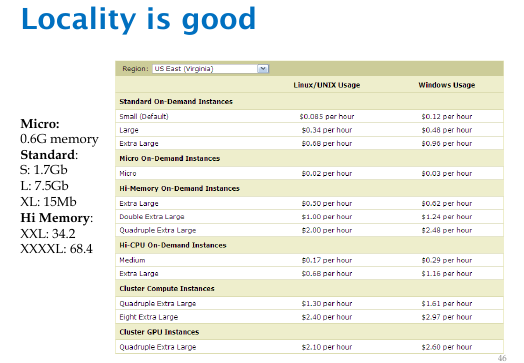 Locality is good
Micro:
0.6G memory
Standard:
S: 1.7Gb
L: 7.5Gb
XL: 15Mb
Hi Memory:
XXL: 34.2
XXXXL: 68.4
Region: US East (Virginia)
Linux/UNIX Usage Windows Usage
Standard On-Demand Instances
Small (Default) $0.085 per hour $0.12 per hour
Large $0.34 per hour $0.48 per hour
Extra Large $0.68 per hour $0.96 per hour
Micro On-Demand Instances
Micro $0.02 per hour $0.03 per hour
Hi-Memory On-Demand Instances
Extra Large $0.50 per hour $0.62 per hour
Double Extra Large $1.00 per hour $1.24 per hour
Quadruple Extra Large $2.00 per hour $2.48 per hour
Hi-CPU On-Demand Instances
Medium $0.17 per hour $0.29 per hour
Extra Large $0.68 per hour $1.16 per hour
Cluster Compute Instances
Quadruple Extra Large $1.30 per hour $1.61 per hour
Eight Extra Large $2.40 per hour $2.97 per hour
Cluster GPU Instances
Quadruple Extra Large $2.10 per hour $2.60 per hour
46